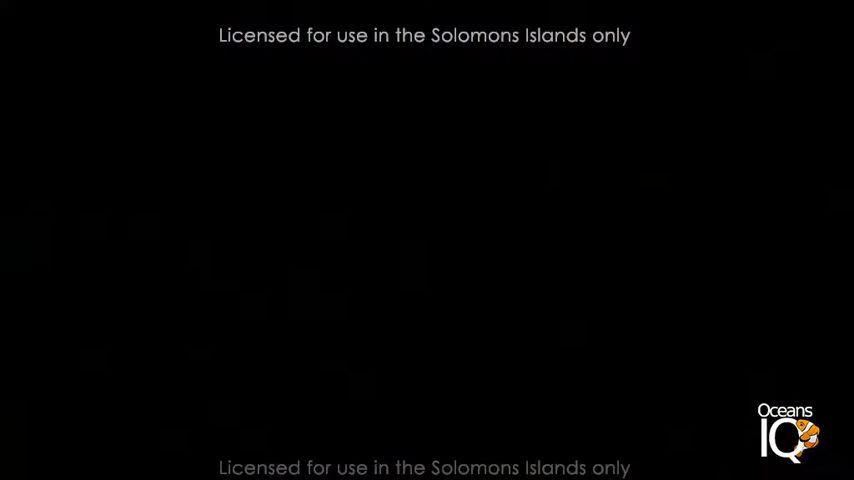 Licensed for use in the Solomons Islands only
Oceans
IQ
Licensed for use in the Solomons Islands only